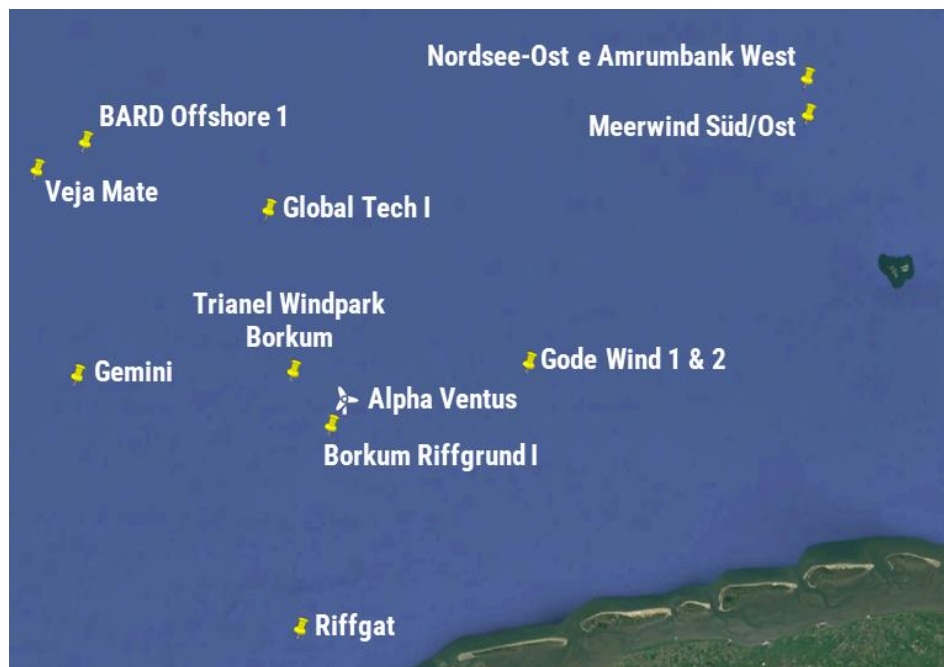 Nordsee-Ost e Amrumbank West
BARD Offshore 1
Meerwind Süd/Ost
Veja Mate
Global Tech I
Trianel Windpark
Borkum
Gemini
Gode Wind 1 & 2
Alpha Ventus
Borkum Riffgrund I
Riffgat